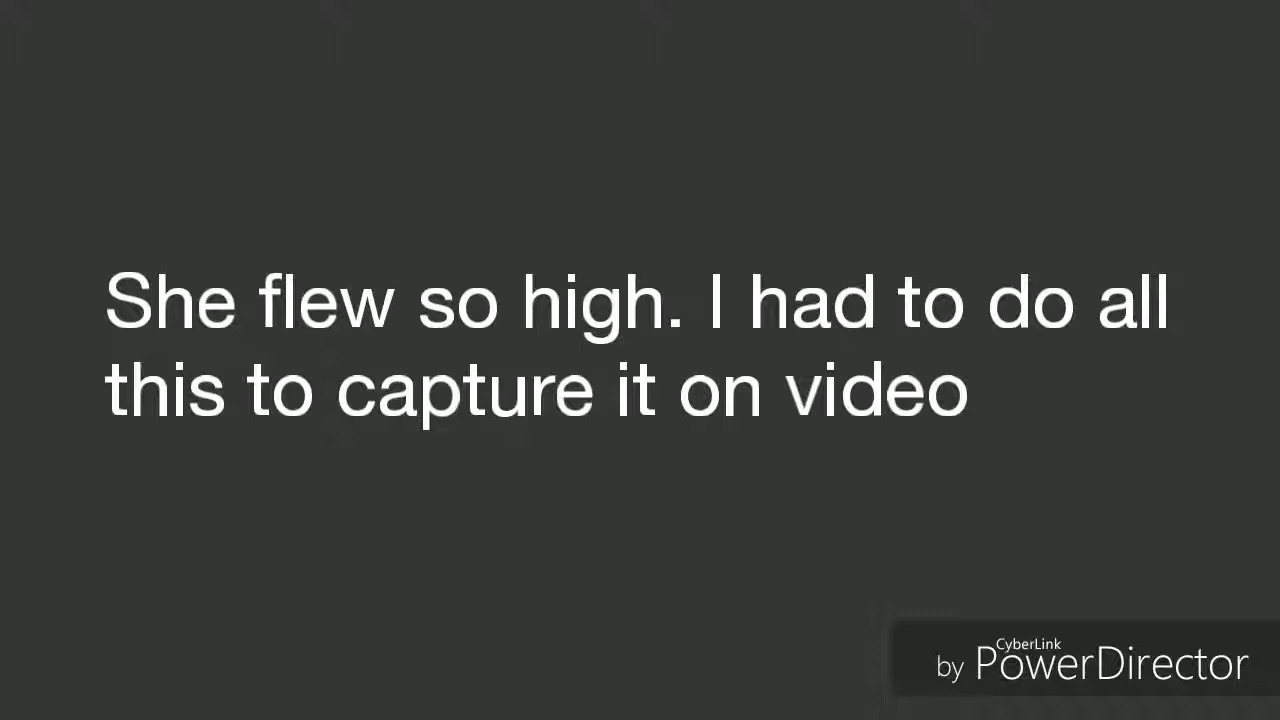 She flew so high. I had to do all
this to capture it on video
CyberLink
by PowerDirector